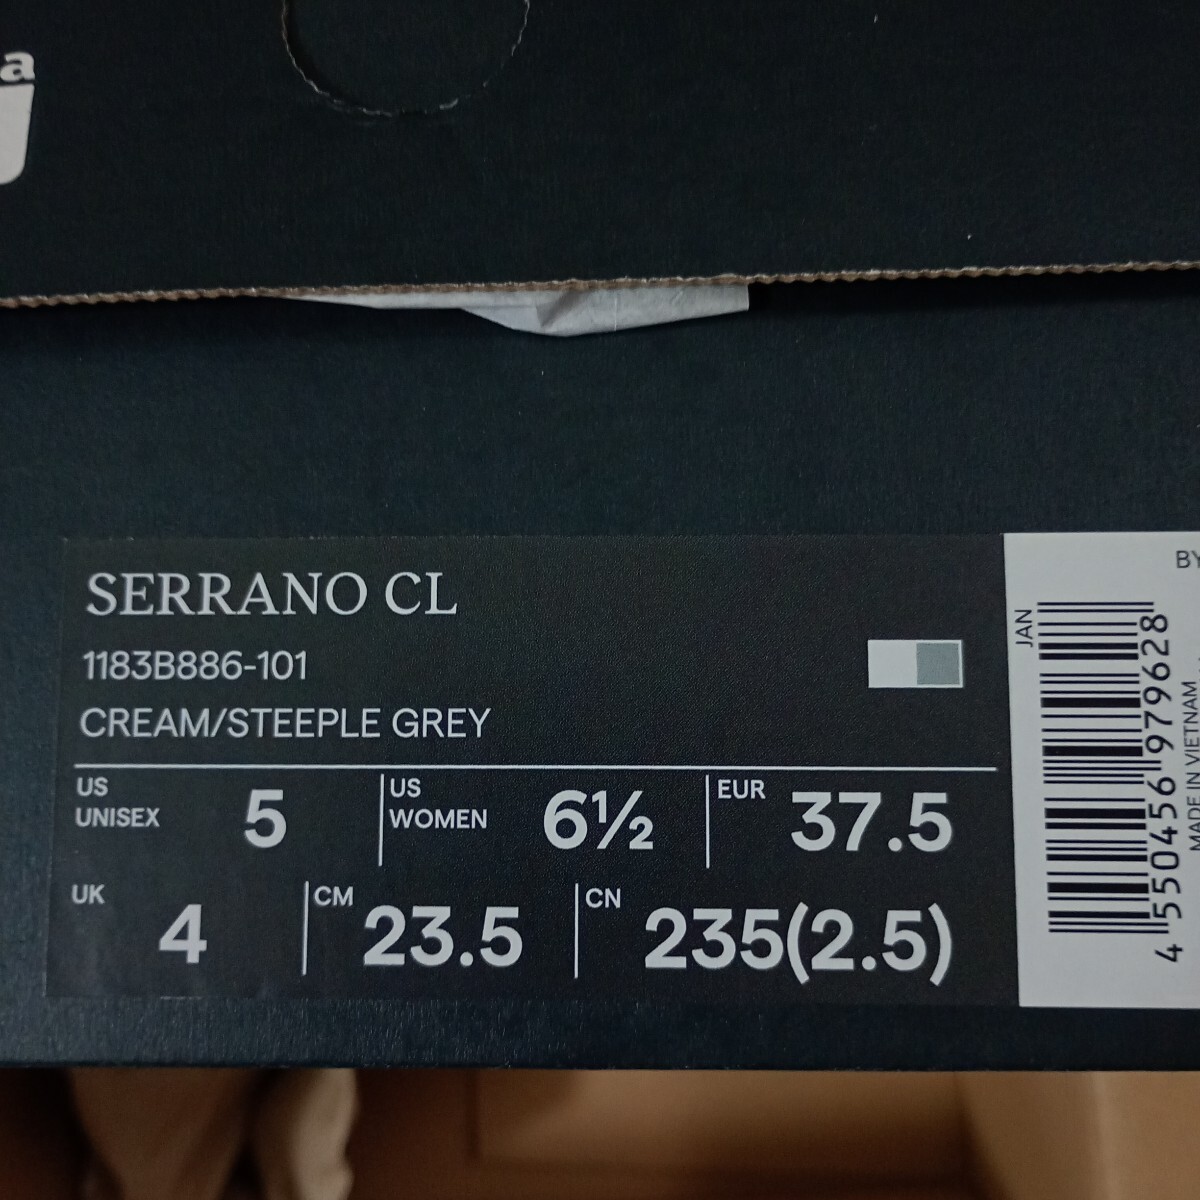 a
SERRANO CL
1183B886-101
CREAM/STEEPLE GREY
US UNISEX 5
US WOMEN 6½
EUR 37.5
UK 4
CM 23.5
CN 235(2.5)
BY
JAN
4 550456 979628
MADE IN VIETNAM